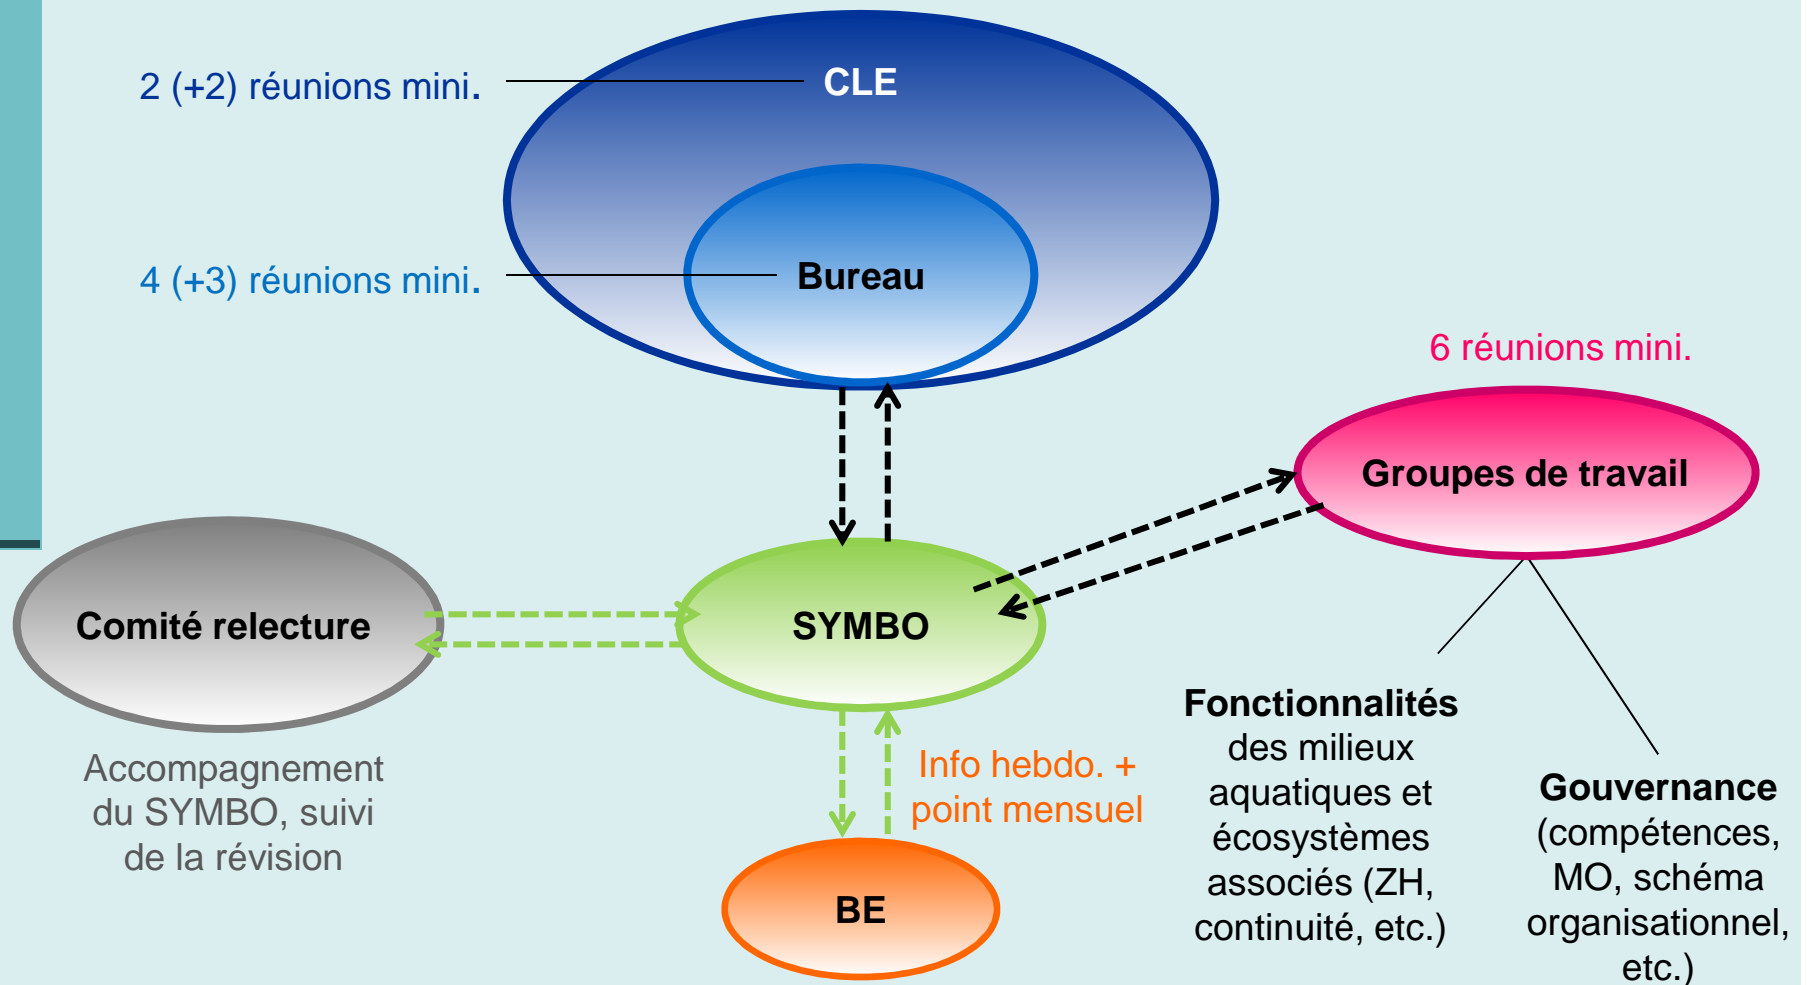 2 (+2) réunions mini.
CLE
4 (+3) réunions mini.
Bureau
6 réunions mini.
Groupes de travail
Comité relecture
SYMBO
Accompagnement
du SYMBO, suivi
de la révision
Info hebdo. +
point mensuel
BE
Fonctionnalités
des milieux
aquatiques et
écosystèmes
associés (ZH,
continuité, etc.)
Gouvernance
(compétences,
MO, schéma
organisationnel,
etc.)